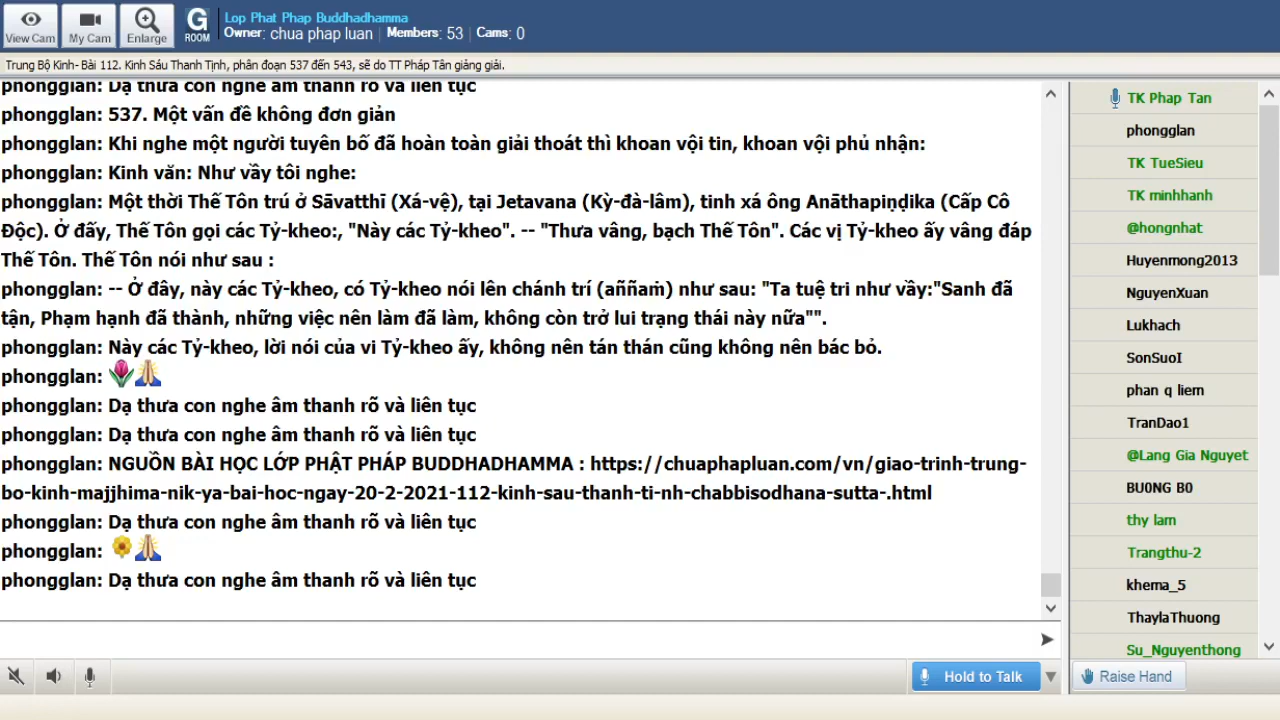 View Cam
My Cam
Enlarge
G
ROOM
Lop Phat Phap Buddhadhamma
Owner: chua phap luan | Members: 53 | Cams: 0
Trung Bộ Kinh- Bài 112. Kinh Sáu Thanh Tịnh, phân đoạn 537 đến 543, sẽ do TT Pháp Tân giảng giải.
phongglan: Dạ thưa con nghe âm thanh rõ và liên tục
phongglan: 537. Một vấn đề không đơn giản
phongglan: Khi nghe một người tuyên bố đã hoàn toàn giải thoát thì khoan vội tin, khoan vội phủ nhận:
phongglan: Kinh văn: Như vầy tôi nghe:
phongglan: Một thời Thế Tôn trú ở Sāvatthī (Xá-vệ), tại Jetavana (Kỳ-đà-lâm), tinh xá ông Anāthapiṇḍika (Cấp Cô
Độc). Ở đấy, Thế Tôn gọi các Tỷ-kheo:, "Này các Tỷ-kheo". -- "Thưa vâng, bạch Thế Tôn". Các vị Tỷ-kheo ấy vâng đáp
Thế Tôn. Thế Tôn nói như sau :
phongglan: -- Ở đây, này các Tỷ-kheo, có Tỷ-kheo nói lên chánh trí (aññaṁ) như sau: "Ta tuệ tri như vầy:"Sanh đã
tận, Phạm hạnh đã thành, những việc nên làm đã làm, không còn trở lui trạng thái này nữa"".
phongglan: Này các Tỷ-kheo, lời nói của vi Tỷ-kheo ấy, không nên tán thán cũng không nên bác bỏ.
phongglan: 🌷🙏
phongglan: Dạ thưa con nghe âm thanh rõ và liên tục
phongglan: Dạ thưa con nghe âm thanh rõ và liên tục
phongglan: NGUỒN BÀI HỌC LỚP PHẬT PHÁP BUDDHADHAMMA : https://chuaphapluan.com/vn/giao-trinh-trung-
bo-kinh-majjhima-nik-ya-bai-hoc-ngay-20-2-2021-112-kinh-sau-thanh-ti-nh-chabbisodhana-sutta-.html
phongglan: Dạ thưa con nghe âm thanh rõ và liên tục
phongglan: 🌼🙏
phongglan: Dạ thưa con nghe âm thanh rõ và liên tục
TK Phap Tan
phongglan
TK TueSieu
TK minhhanh
@hongnhat
Huyenmong2013
NguyenXuan
Lukhach
SonSuoI
phan q liem
TranDao1
@Lang Gia Nguyet
BU0NG B0
thy lam
Trangthu-2
khema_5
ThaylaThuong
Su_Nguyenthong
Hold to Talk
Raise Hand